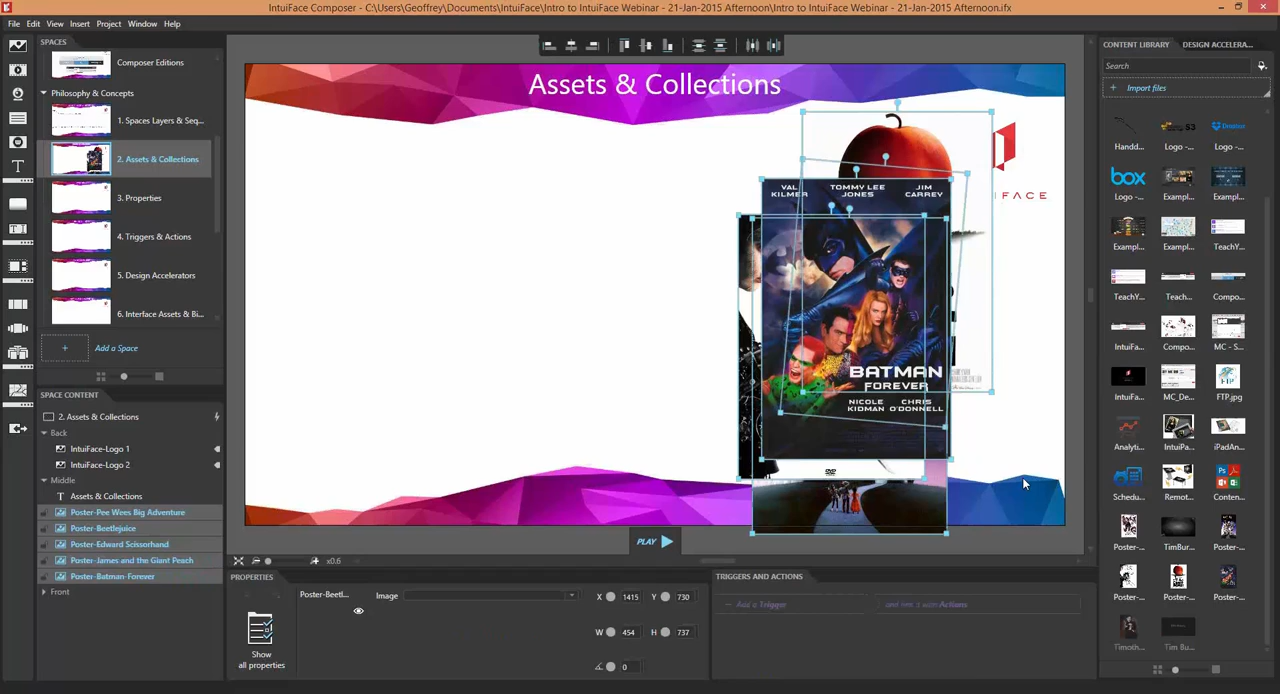 IntuiFace Composer - C:\Users\Geoffrey\Documents\IntuiFace\Intro to IntuiFace Webinar - 21-Jan-2015 Afternoon\Intro to IntuiFace Webinar - 21-Jan-2015 Afternoon.ifx
File Edit View Insert Project Window Help
SPACES
Composer Editions
Philosophy & Concepts
1. Spaces Layers & Seq...
2. Assets & Collections
3. Properties
4. Triggers & Actions
5. Design Accelerators
6. Interface Assets & Bi...
+ Add a Space
SPACE CONTENT
2. Assets & Collections
Back
IntuiFace-Logo 1
IntuiFace-Logo 2
Middle
T Assets & Collections
Poster-Pee Wees Big Adventure
Poster-Beetlejuice
Poster-Edward Scissorhand
Poster-James and the Giant Peach
Poster-Batman-Forever
Front
Assets & Collections
IFACE
VAL KILMER
TOMMY LEE JONES
JIM CARREY
BATMAN
FOREVER
NICOLE KIDMAN
CHRIS O'DONNELL
DVD
PLAY
x0.6
PROPERTIES
Show
all properties
Poster-Beetl...
Image
X 1415 Y 730
W 454 H 737
0
TRIGGERS AND ACTIONS
Add a Trigger
and link it with Actions
CONTENT LIBRARY DESIGN ACCELERA...
Search
+ Import files
Handd... Logo -... Logo -...
box
Logo -... Exampl... Exampl...
Exampl... Exampl... TeachY...
TeachY... Teach... Compo...
IntuiFa... Compo... MC - S...
FTP
IntuiFa... MC_De... FTP.jpg
Analyti... IntuiPa... iPadAn...
Schedu... Remot... Conten...
Poster-... TimBur... Poster-...
Poster-... Poster-... Poster-...
Timoth... Tim Bu...